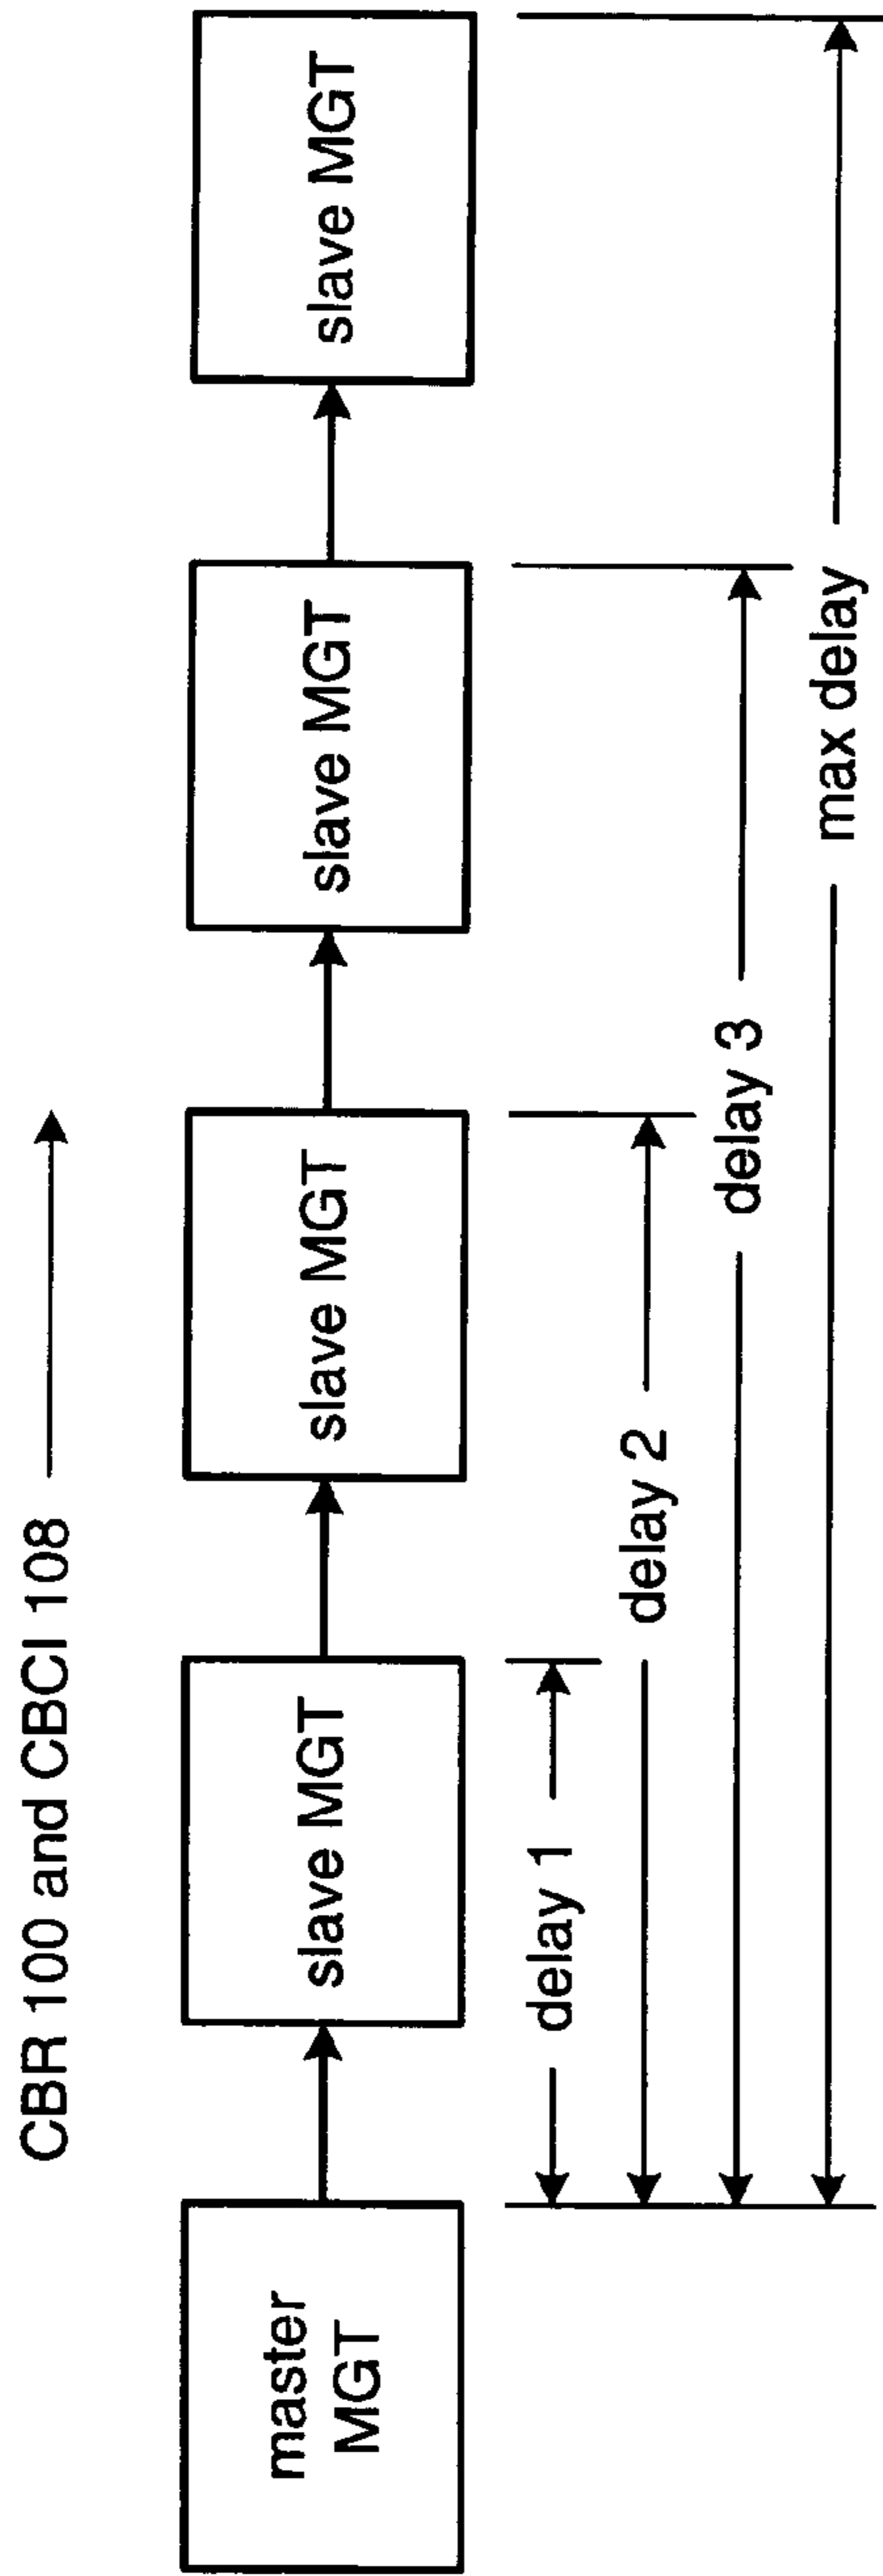 CBR 100 and CBCI 108
master
MGT
slave MGT
slave MGT
slave MGT
slave MGT
delay 1
delay 2
delay 3
max delay